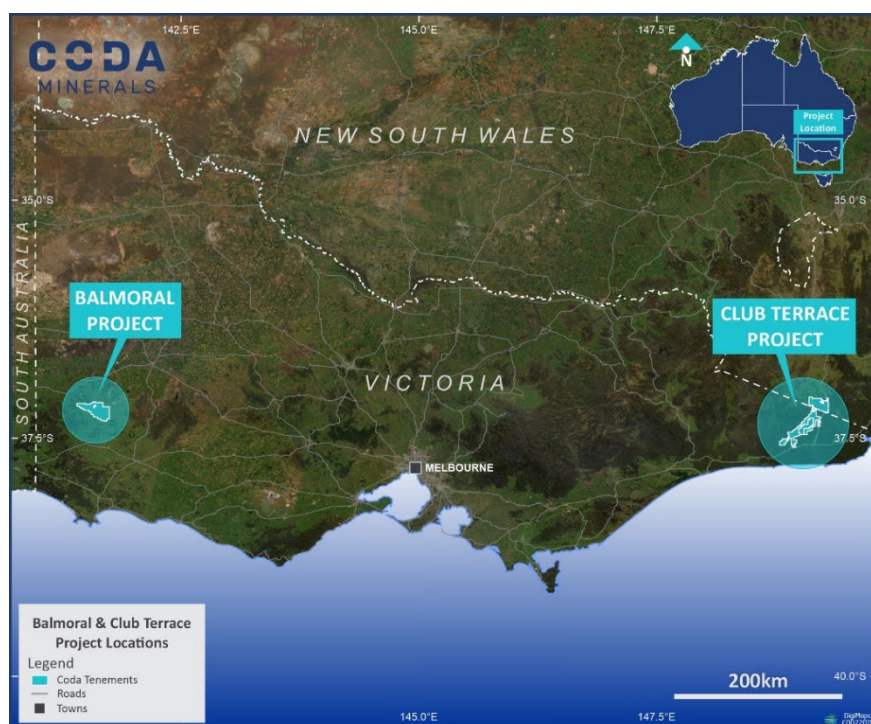 142.5°E
145.0°E
147.5°E
CODA
MINERALS
N
Project
Location
NEW SOUTH WALES
35.0°S
35.0°S
SOUTH AUSTRALIA
BALMORAL
PROJECT
CLUB TERRACE
PROJECT
VICTORIA
37.5°S
37.5°S
MELBOURNE
Balmoral & Club Terrace
Project Locations
Legend
Coda Tenements
Roads
Towns
200km
40.0°S
145.0°E
147.5°E
DigiMaps